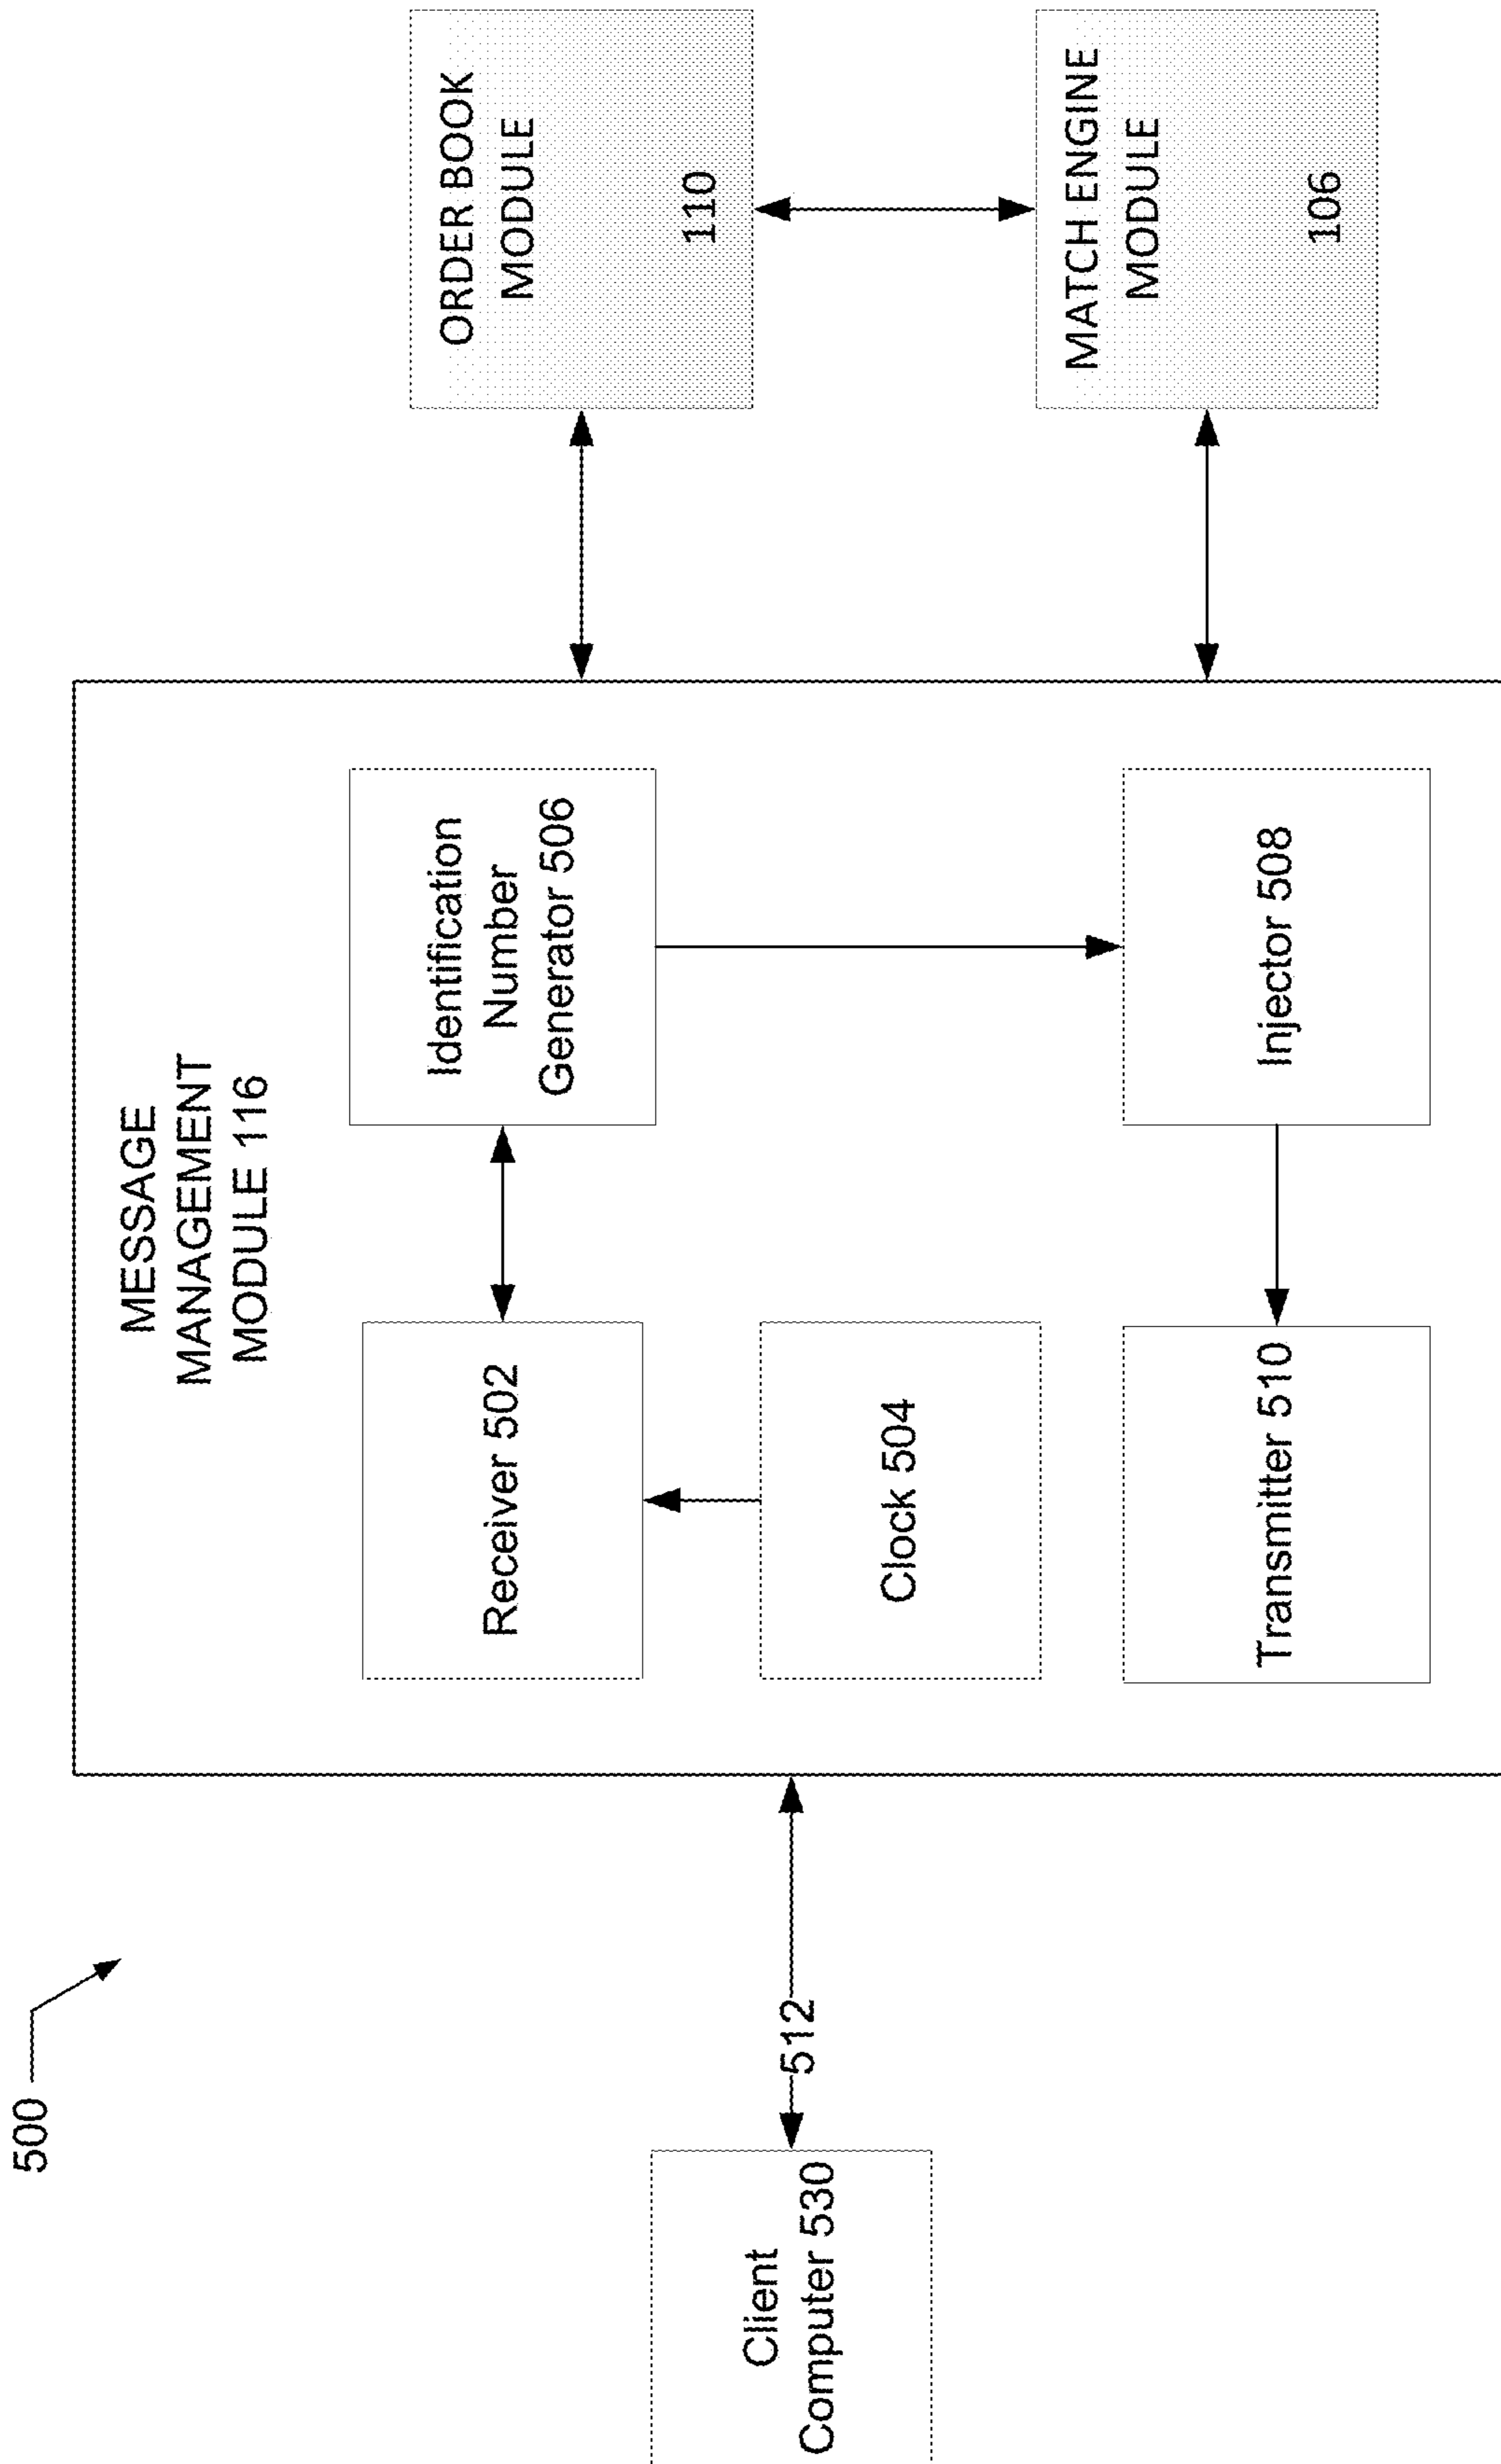 500
MESSAGE
MANAGEMENT
MODULE 116
Client
Computer 530
512
Receiver 502
Clock 504
Transmitter 510
Identification
Number
Generator 506
Injector 508
ORDER BOOK
MODULE
110
MATCH ENGINE
MODULE
106